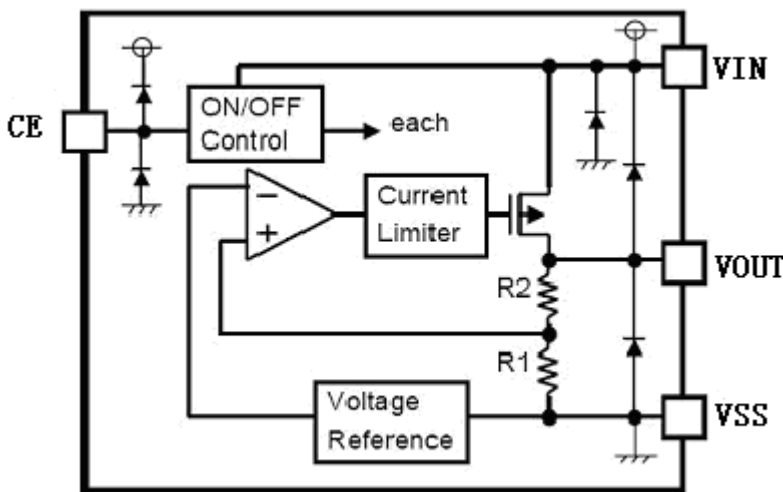 VIN
CE
ON/OFF
Control
each
Current
Limiter
−
+
VOUT
R2
R1
Voltage
Reference
VSS